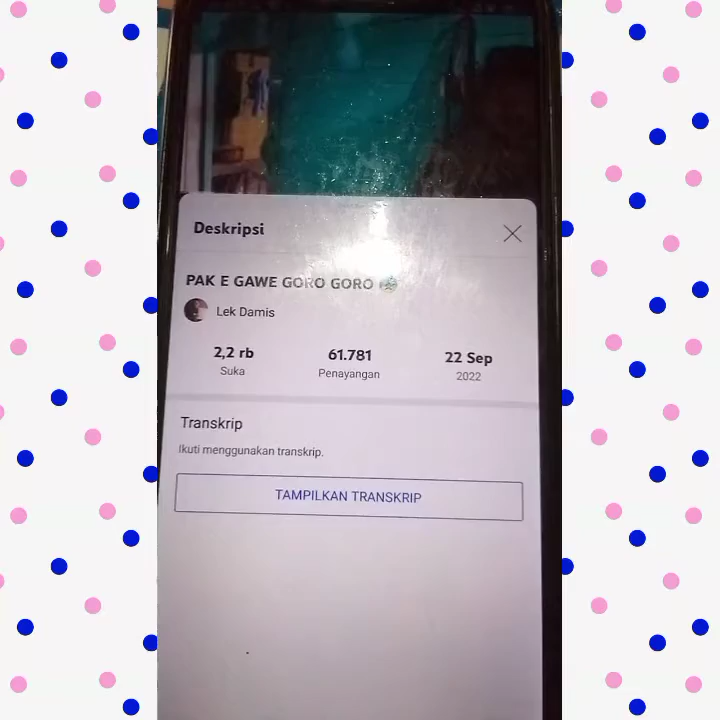 Deskripsi
PAK E GAWE GORO GORO
Lek Damis
2,2 rb 61.781 22 Sep
Suka Penayangan 2022
Transkrip
Ikuti menggunakan transkrip.
TAMPILKAN TRANSKRIP